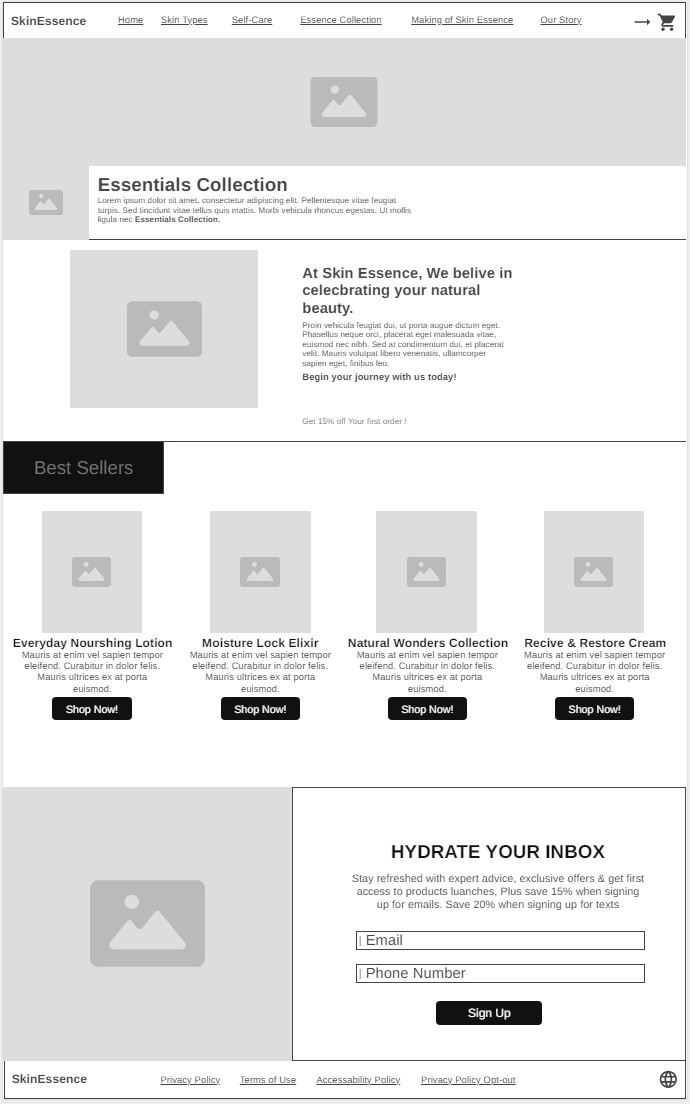 SkinEssence Home Skin Types Self-Care Essence Collection Making of Skin Essence Our Story
Essentials Collection
Lorem ipsum dolor sit amet, consectetur adipiscing elit. Pellentesque vitae feugiat
turpis. Sed tincidunt vitae tellus quis mattis. Morbi vehicula rhoncus egestas. Ut mollis
ligula nec Essentials Collection.
At Skin Essence, We belive in
celecbrating your natural
beauty.
Proin vehicula feugiat dui, ut porta augue dictum eget.
Phasellus neque orci, placerat eget malesuada vitae,
euismod nec nibh. Sed at condimentum dui, et placerat
velit. Mauris volutpat libero venenatis, ullamcorper
sapien eget, finibus leo.
Begin your journey with us today!
Get 15% off Your first order !
Best Sellers
Everyday Nourshing Lotion
Mauris at enim vel sapien tempor
eleifend. Curabitur in dolor felis.
Mauris ultrices ex at porta
euismod.
Shop Now!
Moisture Lock Elixir
Mauris at enim vel sapien tempor
eleifend. Curabitur in dolor felis.
Mauris ultrices ex at porta
euismod.
Shop Now!
Natural Wonders Collection
Mauris at enim vel sapien tempor
eleifend. Curabitur in dolor felis.
Mauris ultrices ex at porta
euismod.
Shop Now!
Recive & Restore Cream
Mauris at enim vel sapien tempor
eleifend. Curabitur in dolor felis.
Mauris ultrices ex at porta
euismod.
Shop Now!
HYDRATE YOUR INBOX
Stay refreshed with expert advice, exclusive offers & get first
access to products luanches, Plus save 15% when signing
up for emails. Save 20% when signing up for texts
| Email
| Phone Number
Sign Up
SkinEssence Privacy Policy Terms of Use Accessability Policy Privacy Policy Opt-out